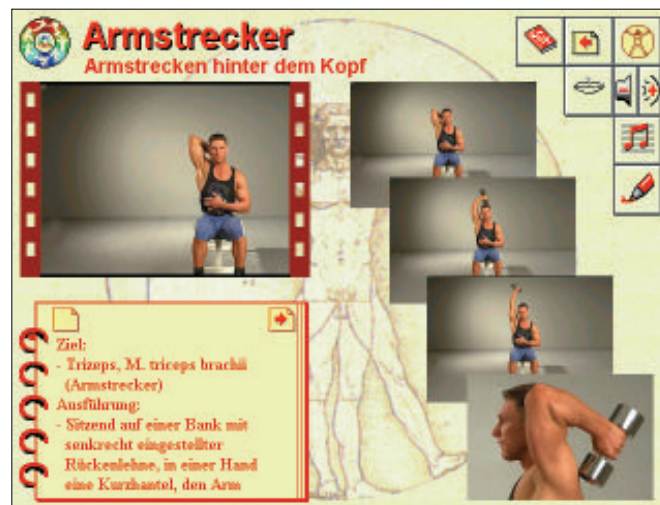 Armstrecker
Armstrecken hinter dem Kopf
Ziel:
- Trizeps, M. triceps brachii
(Armstrecker)
Ausführung:
- Sitzend auf einer Bank mit
senkrecht eingestellter
Rückenlehne, in einer Hand
eine Kurzhantel, den Arm